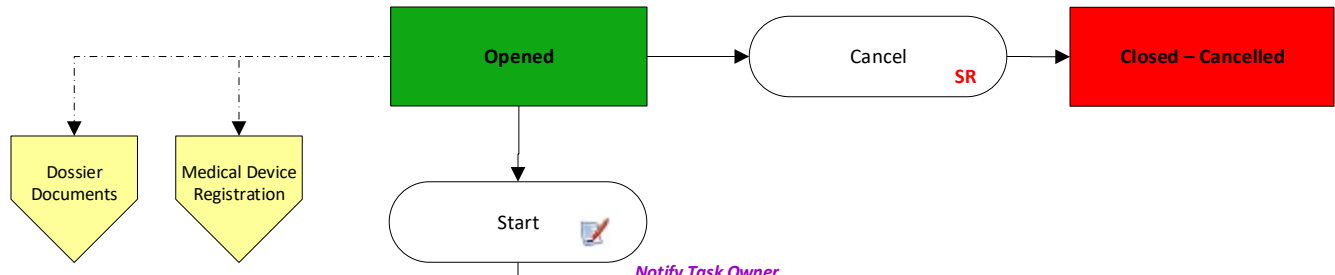 Opened
Cancel
SR
Closed – Cancelled
Dossier
Documents
Medical Device
Registration
Start
Notify Task Owner